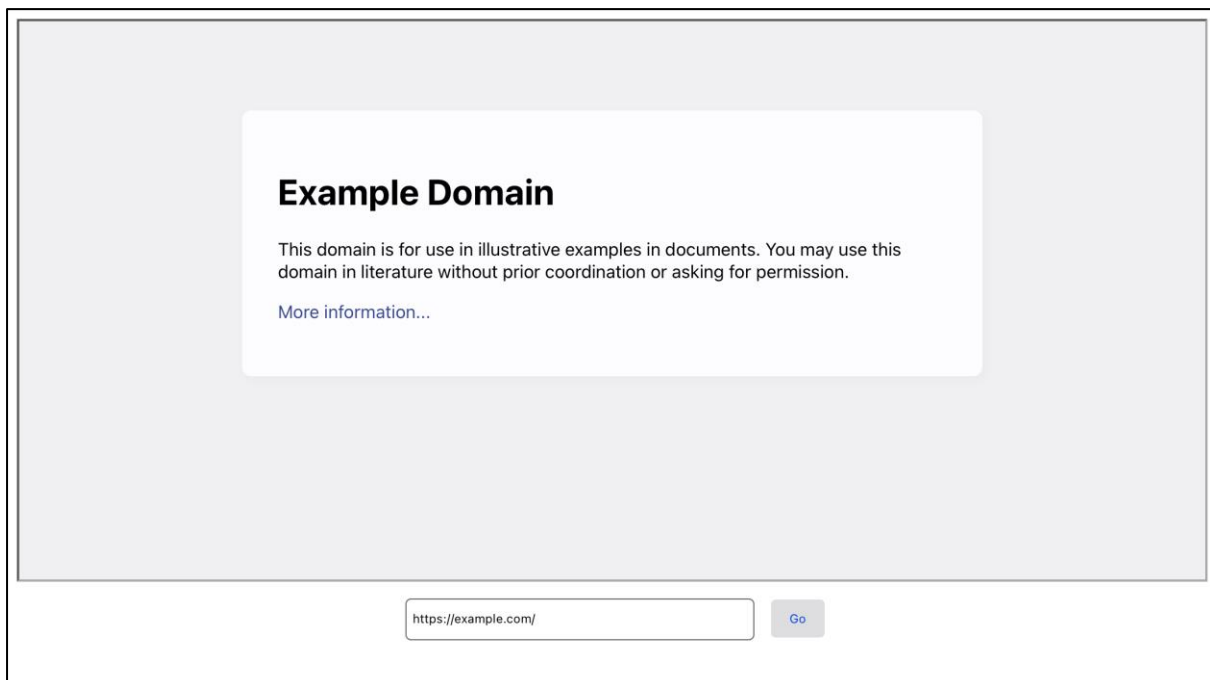 Example Domain
This domain is for use in illustrative examples in documents. You may use this
domain in literature without prior coordination or asking for permission.
More information...
https://example.com/
Go